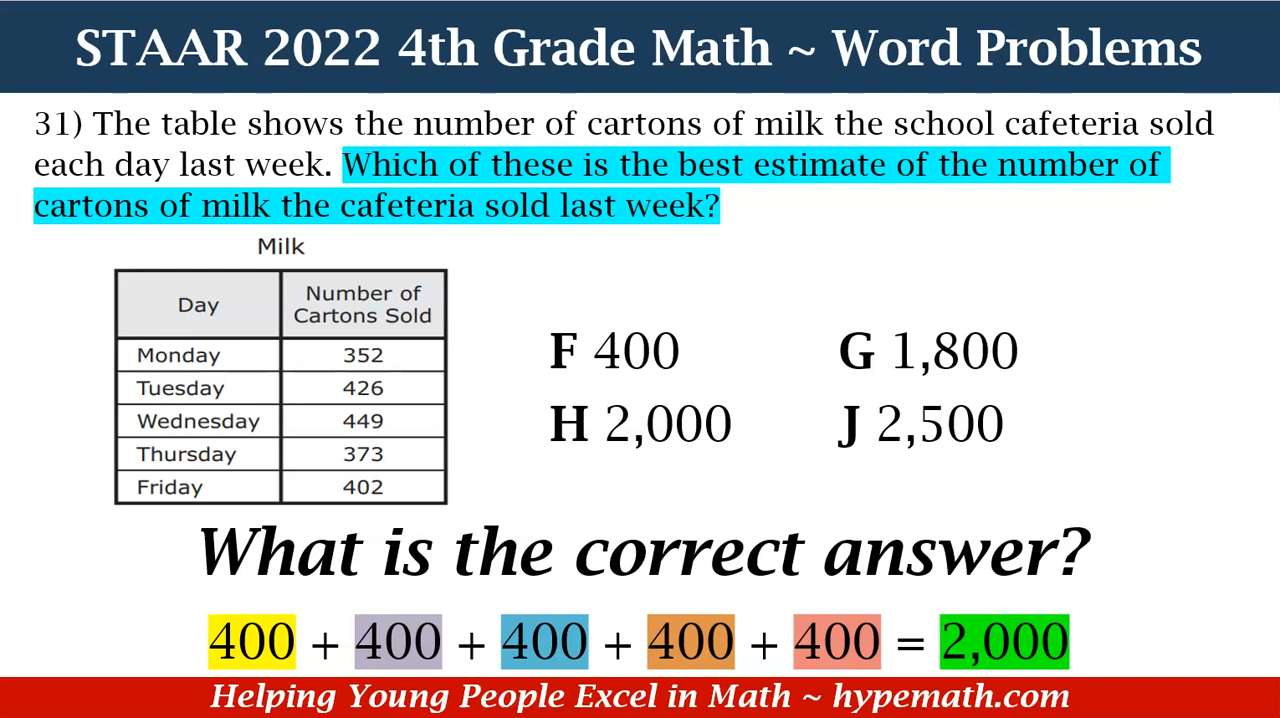 STAAR 2022 4th Grade Math ~ Word Problems
31) The table shows the number of cartons of milk the school cafeteria sold
each day last week. Which of these is the best estimate of the number of
cartons of milk the cafeteria sold last week?
Milk
Day Number of
Cartons Sold
Monday 352
Tuesday 426
Wednesday 449
Thursday 373
Friday 402
F 400 G 1,800
H 2,000 J 2,500
What is the correct answer?
400 + 400 + 400 + 400 + 400 = 2,000
Helping Young People Excel in Math ~ hypemath.com